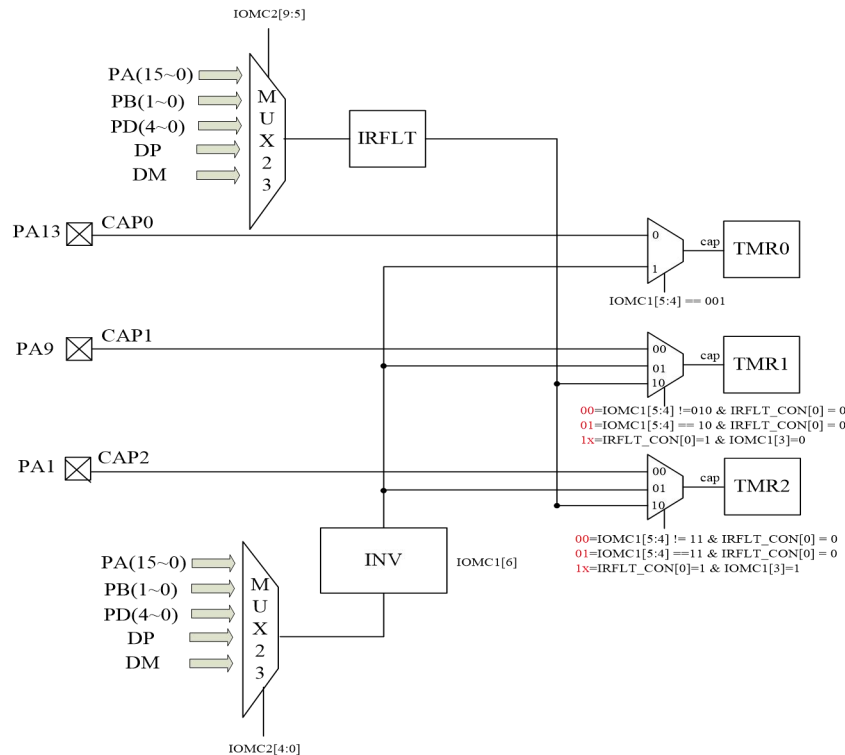 IOMC2[9:5]
PA(15~0)
PB(1~0)
PD(4~0)
DP
DM
M
U
X
2
3
IRFLT
PA13
CAP0
0
1
cap
TMR0
IOMC1[5:4] == 001
PA9
CAP1
00
01
10
cap
TMR1
00=IOMC1[5:4] !=010 & IRFLT_CON[0] = 0
01=IOMC1[5:4] == 10 & IRFLT_CON[0] = 0
1x=IRFLT_CON[0]=1 & IOMC1[3]=0
PA1
CAP2
00
01
10
cap
TMR2
00=IOMC1[5:4] != 11 & IRFLT_CON[0] = 0
01=IOMC1[5:4] ==11 & IRFLT_CON[0] = 0
1x=IRFLT_CON[0]=1 & IOMC1[3]=1
INV
IOMC1[6]
PA(15~0)
PB(1~0)
PD(4~0)
DP
DM
M
U
X
2
3
IOMC2[4:0]